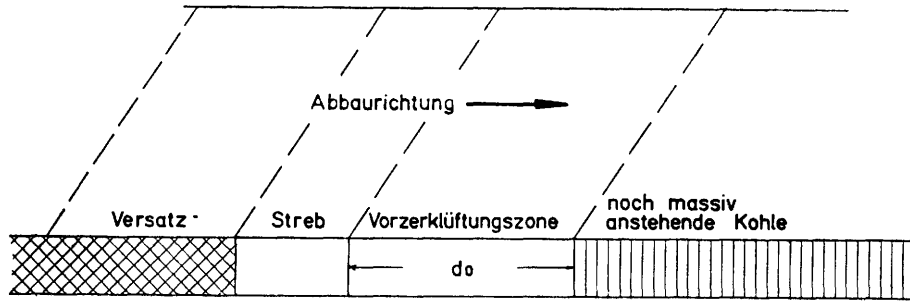 Abbaurichtung
noch massiv
Versatz- Streb Vorzerklüftungszone anstehende Kohle
do